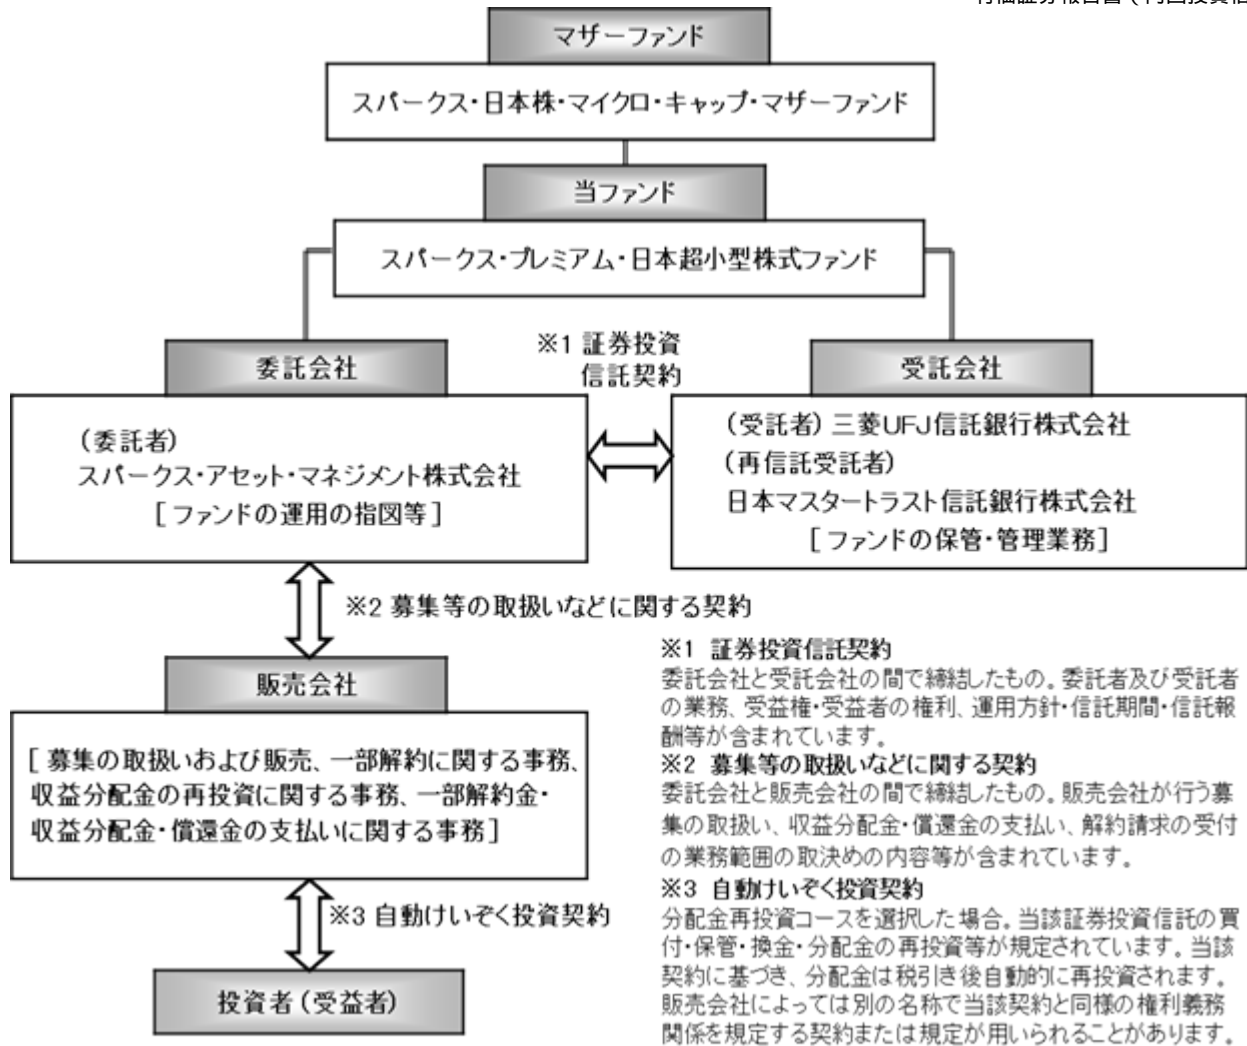 マザーファンド
スパークス・日本株・マイクロ・キャップ・マザーファンド
当ファンド
スパークス・プレミアム・日本超小型株式ファンド
※1 証券投資
信託契約
委託会社
(委託者)
スパークス・アセット・マネジメント株式会社
[ファンドの運用の指図等]
受託会社
(受託者) 三菱UFJ信託銀行株式会社
(再信託受託者)
日本マスタートラスト信託銀行株式会社
[ファンドの保管・管理業務]
※2 募集等の取扱いなどに関する契約
販売会社
[募集の取扱いおよび販売、一部解約に関する事務、
収益分配金の再投資に関する事務、一部解約金・
収益分配金・償還金の支払いに関する事務]
※3 自動けいぞく投資契約
投資者(受益者)
※1 証券投資信託契約
委託会社と受託会社の間で締結したもの。委託者及び受託者
の業務、受益権・受益者の権利、運用方針・信託期間・信託報
酬等が含まれています。
※2 募集等の取扱いなどに関する契約
委託会社と販売会社の間で締結したもの。販売会社が行う募
集の取扱い、収益分配金・償還金の支払い、解約請求の受付
の業務範囲の取決めの内容等が含まれています。
※3 自動けいぞく投資契約
分配金再投資コースを選択した場合。当該証券投資信託の買
付・保管・換金・分配金の再投資等が規定されています。当該
契約に基づき、分配金は税引き後自動的に再投資されます。
販売会社によっては別の名称で当該契約と同様の権利義務
関係を規定する契約または規定が用いられることがあります。